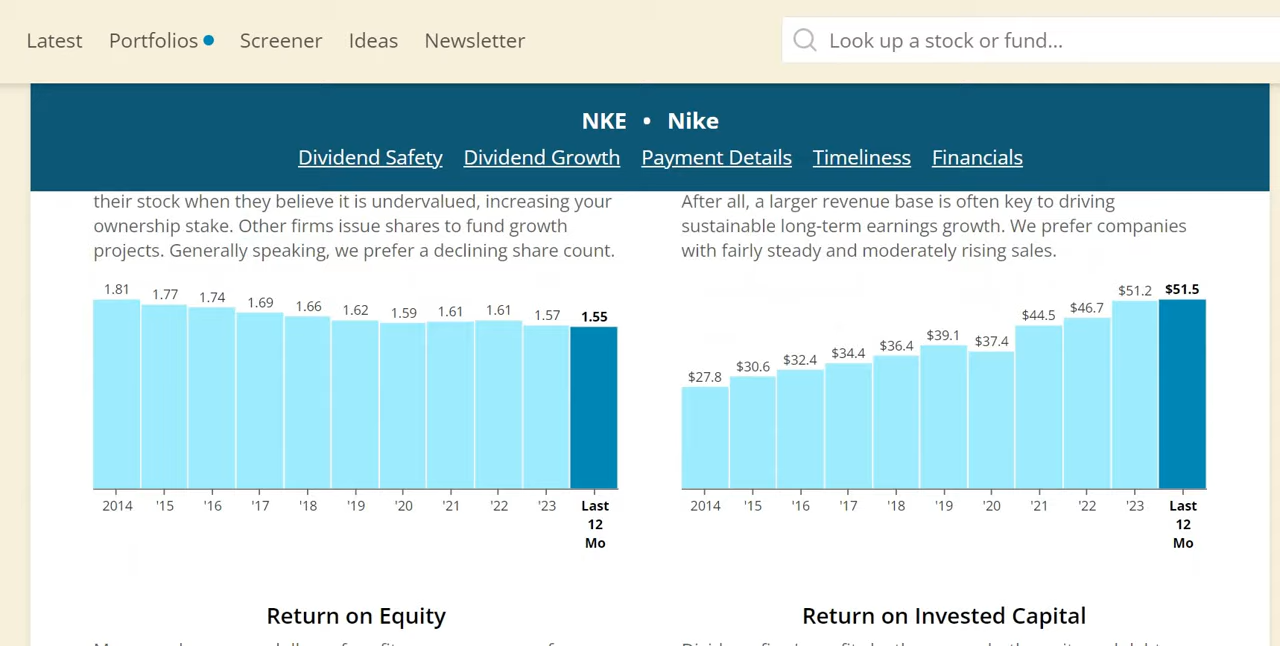 Latest Portfolios Screener Ideas Newsletter Look up a stock or fund...
NKE • Nike
Dividend Safety Dividend Growth Payment Details Timeliness Financials
their stock when they believe it is undervalued, increasing your
ownership stake. Other firms issue shares to fund growth
projects. Generally speaking, we prefer a declining share count.
1.81 1.77 1.74 1.69 1.66 1.62 1.59 1.61 1.61 1.57 1.55
2014 '15 '16 '17 '18 '19 '20 '21 '22 '23 Last
12
Mo
After all, a larger revenue base is often key to driving
sustainable long-term earnings growth. We prefer companies
with fairly steady and moderately rising sales.
$27.8 $30.6 $32.4 $34.4 $36.4 $39.1 $37.4 $44.5 $46.7 $51.2 $51.5
2014 '15 '16 '17 '18 '19 '20 '21 '22 '23 Last
12
Mo
Return on Equity
Return on Invested Capital